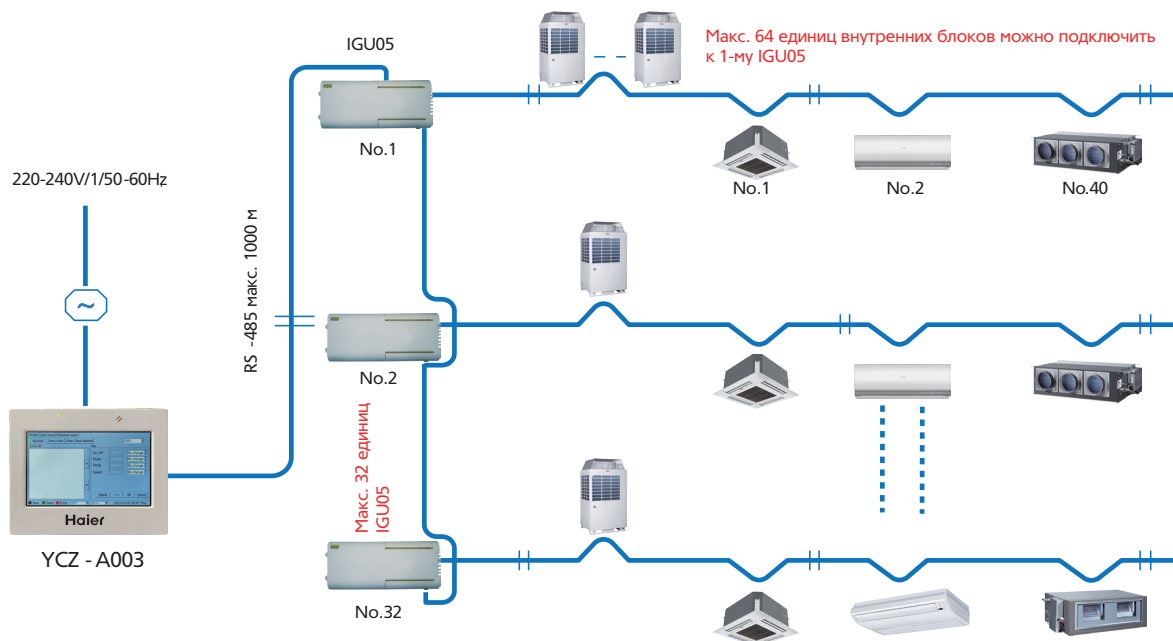 IGU05
Макс. 64 единиц внутренних блоков можно подключить
к 1-му IGU05
No.1
220-240V/1/50-60Hz
No.1
No.2
No.40
RS -485 макс. 1000 м
No.2
Макс. 32 единиц
IGU05
Haier
YCZ - A003
No.32